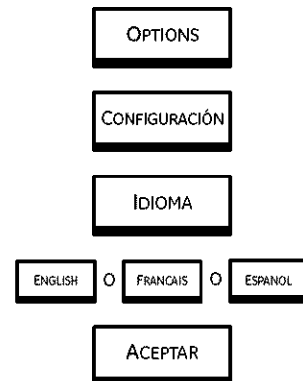 OPTIONS
CONFIGURACIÓN
IDIOMA
ENGLISH O FRANCAIS O ESPANOL
ACEPTAR